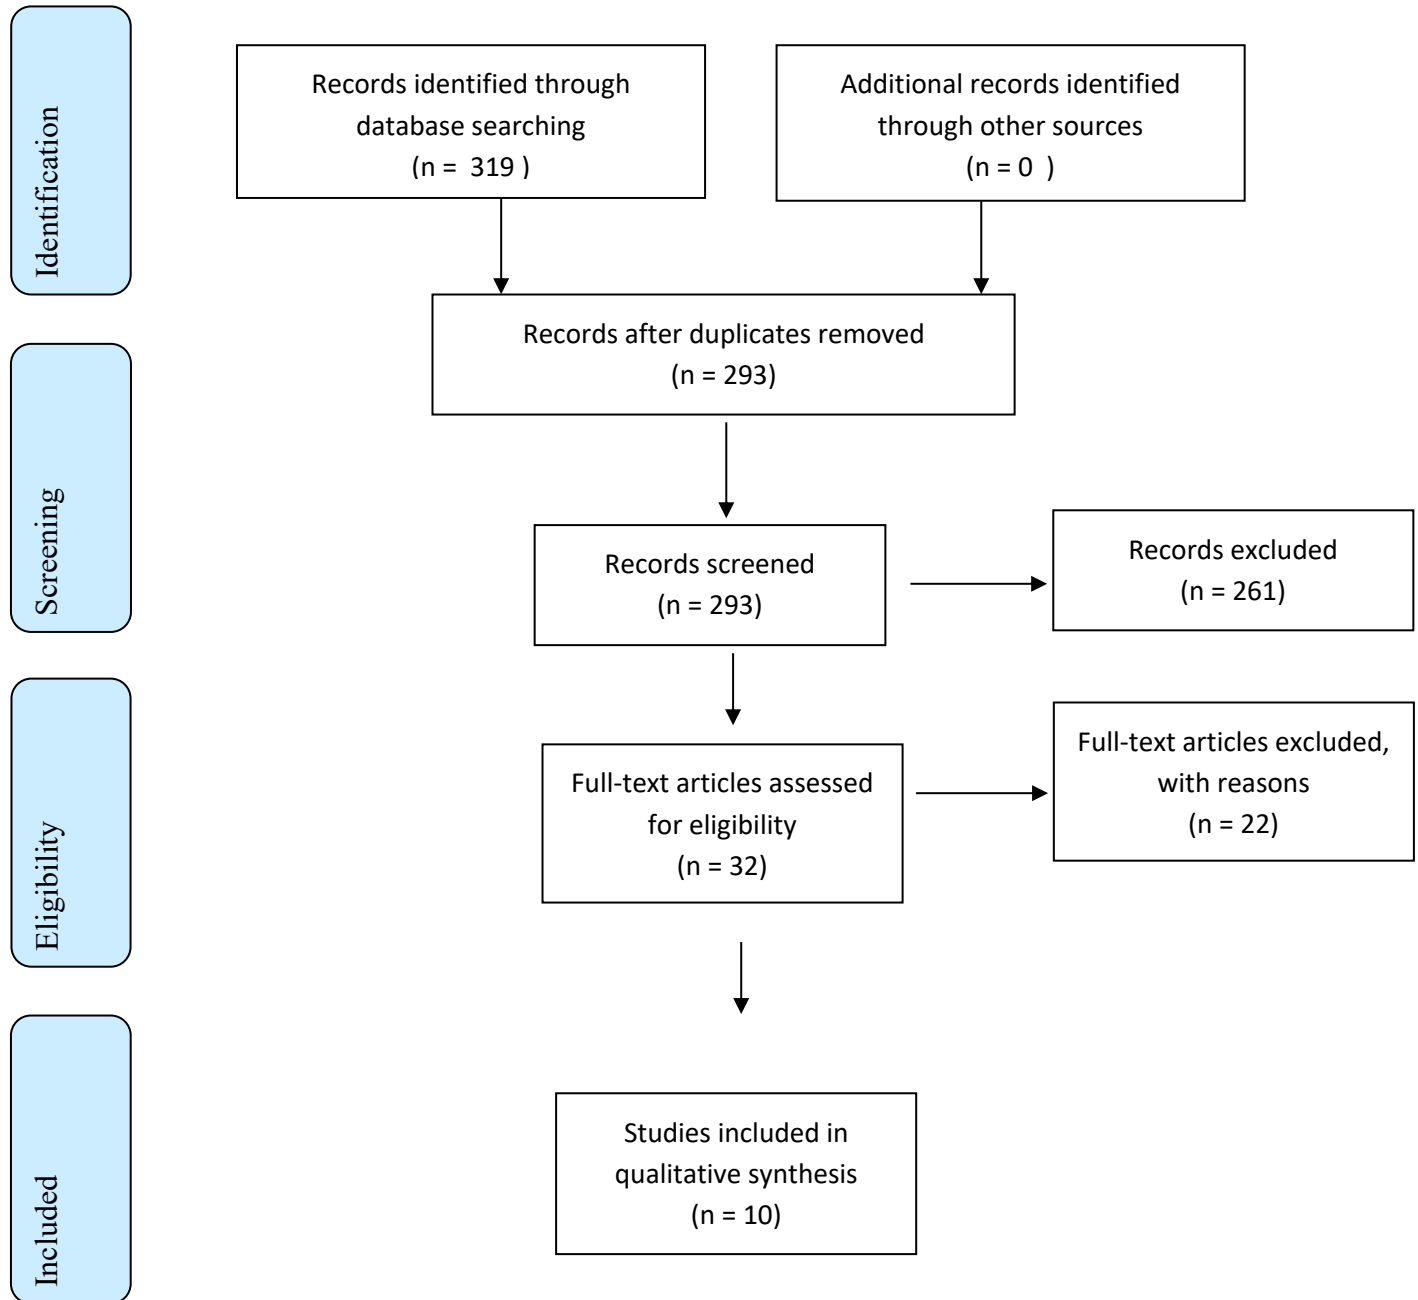 Identification
Records identified through
database searching
(n =  319 )
Additional records identified
through other sources
(n = 0  )
Records after duplicates removed
(n = 293)
Screening
Records screened
(n = 293)
Records excluded
(n = 261)
Eligibility
Full-text articles assessed
for eligibility
(n = 32)
Full-text articles excluded,
with reasons
(n = 22)
Included
Studies included in
qualitative synthesis
(n = 10)